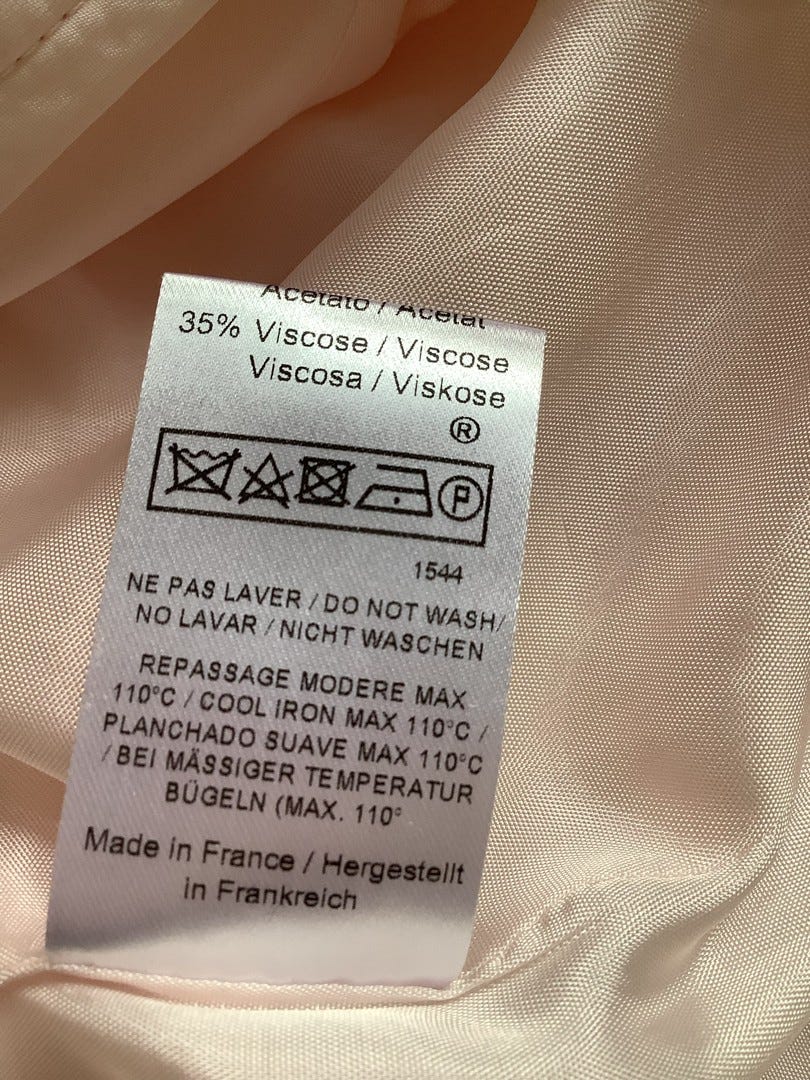 Acetato / Acetat
35% Viscose / Viscose
Viscosa / Viskose
®
P
1544
NE PAS LAVER / DO NOT WASH/
NO LAVAR / NICHT WASCHEN
REPASSAGE MODERE MAX
110°C / COOL IRON MAX 110°C /
PLANCHADO SUAVE MAX 110°C
/ BEI MÄSSIGER TEMPERATUR
BÜGELN (MAX. 110°
Made in France / Hergestellt
in Frankreich